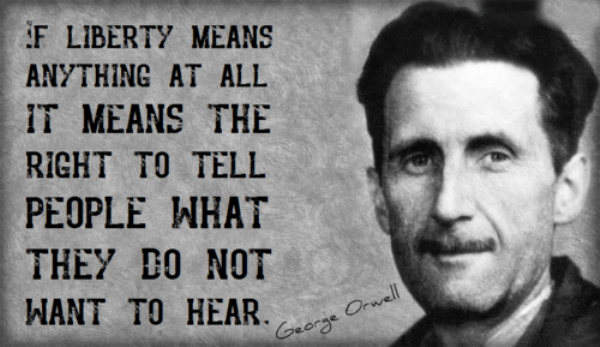 IF LIBERTY MEANS
ANYTHING AT ALL
IT MEANS THE
RIGHT TO TELL
PEOPLE WHAT
THEY DO NOT
WANT TO HEAR.
George Orwell